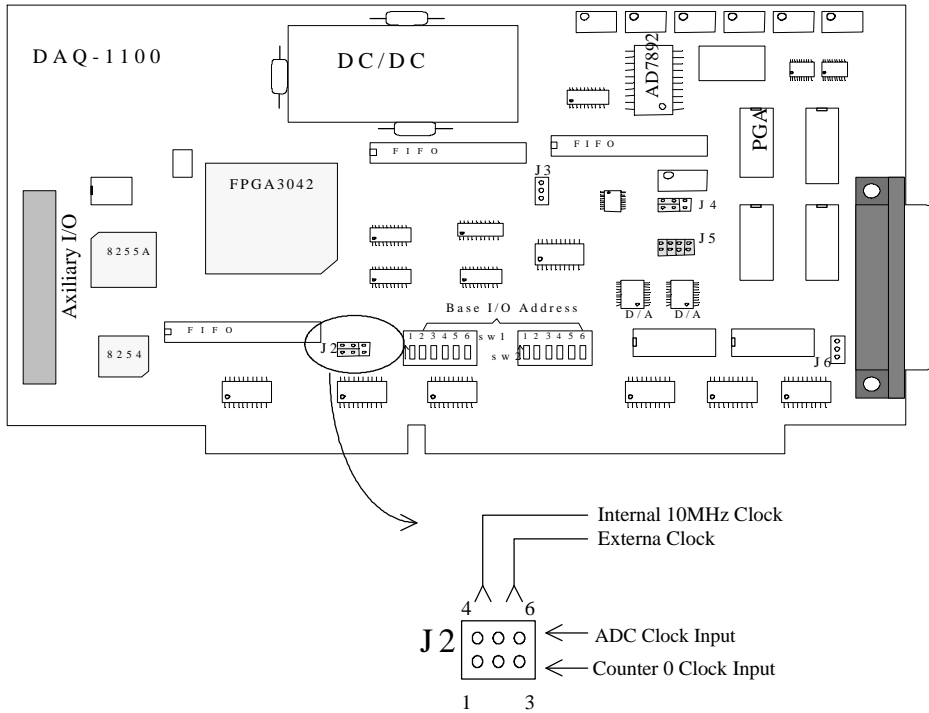 DAQ-1100
DC/DC
AD7892
PGA
FIFO
FIFO
FPGA3042
J3
J4
J5
Axiliary I/O
8255A
8254
FIFO
J2
Base I/O Address
1 2 3 4 5 6
sw1
sw2
1 2 3 4 5 6
D/A
D/A
J6
Internal 10MHz Clock
Externa Clock
4 6
J2
ADC Clock Input
Counter 0 Clock Input
1 3